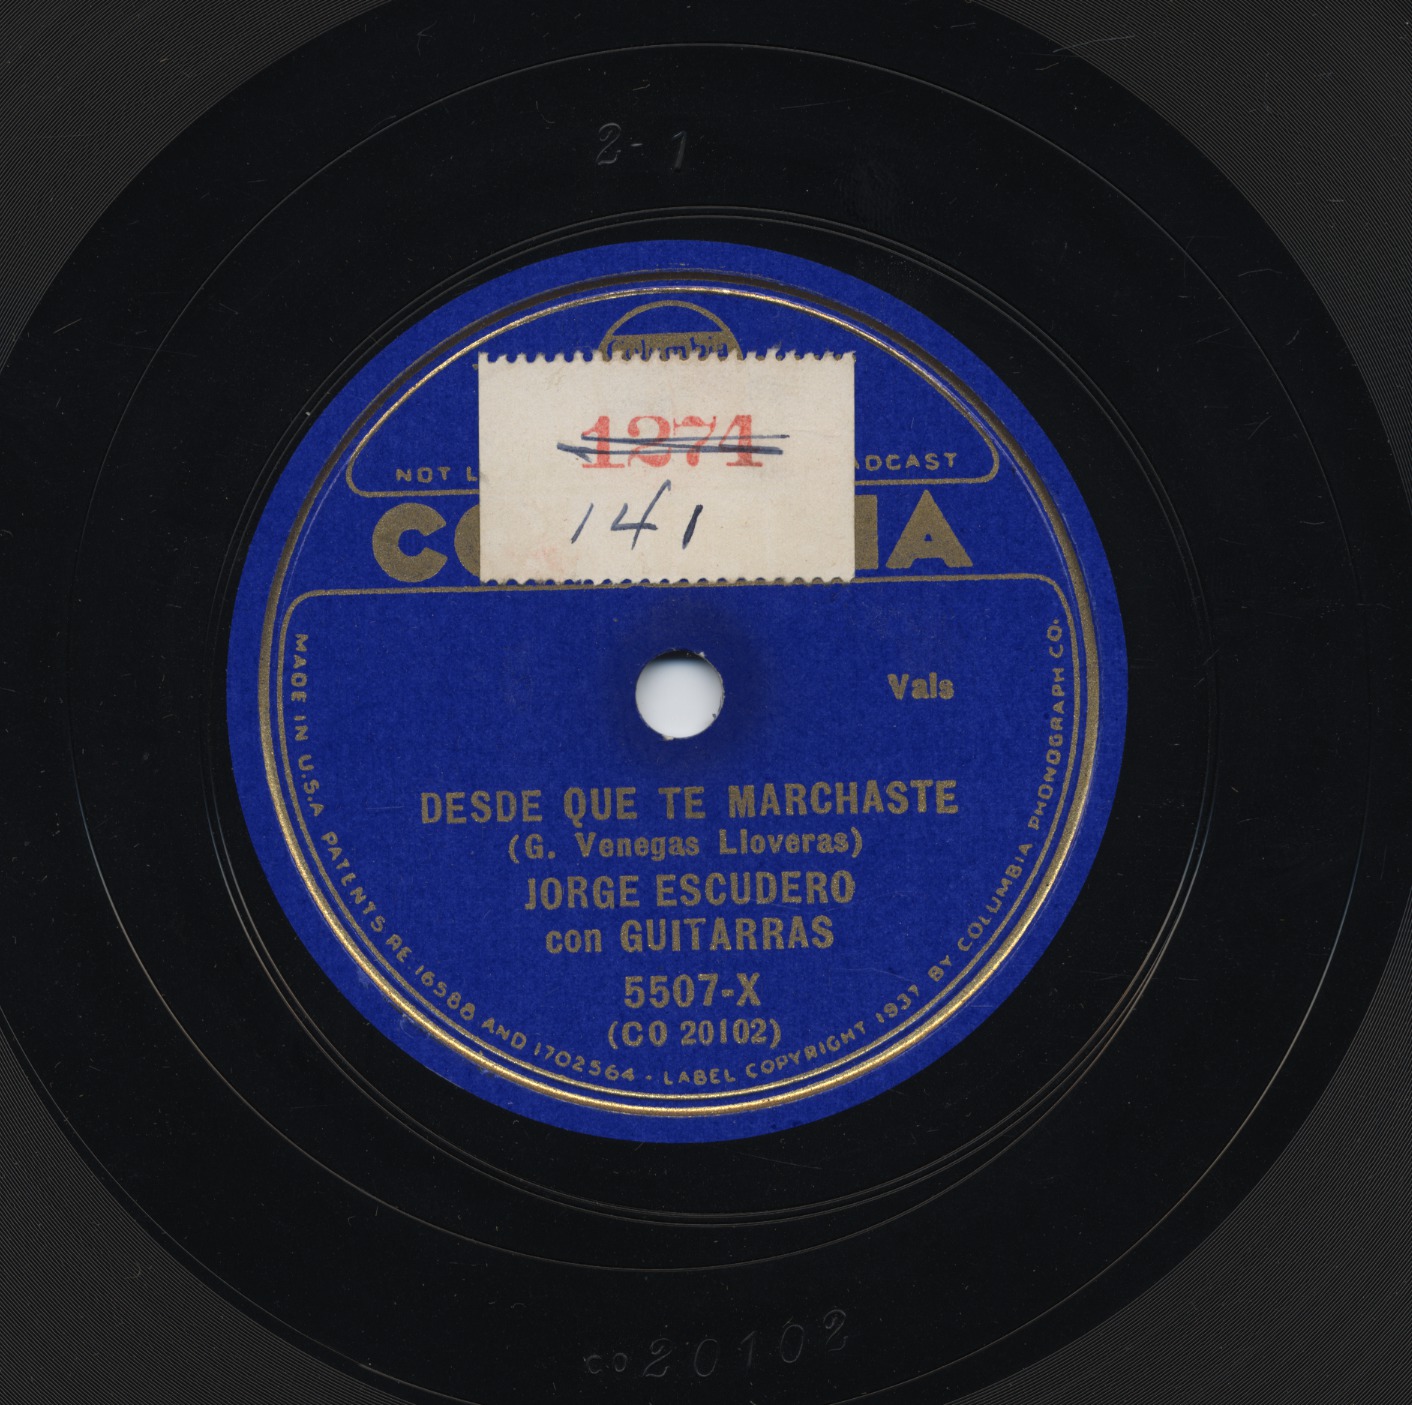 2-1
Columbia
1274
141
NOT L
ADCAST
CO
IA
Vals
DESDE QUE TE MARCHASTE
(G. Venegas Lloveras)
JORGE ESCUDERO
con GUITARRAS
5507-X
(CO 20102)
MADE IN U.S.A PATENTS RE. 16588 AND 1702564 - LABEL COPYRIGHT 1937 BY COLUMBIA PHONOGRAPH CO.
CO 20102